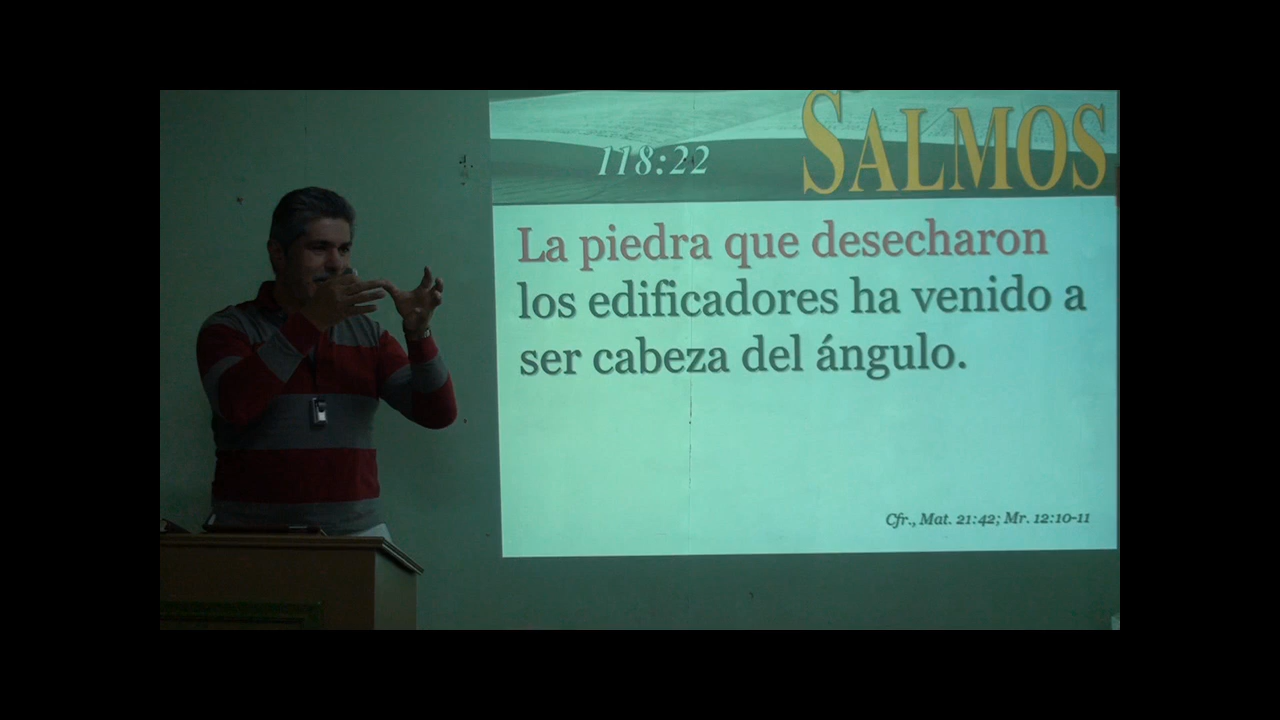 SALMOS
118:22
La piedra que desecharon
los edificadores ha venido a
ser cabeza del ángulo.
Cfr., Mat. 21:42; Mr. 12:10-11